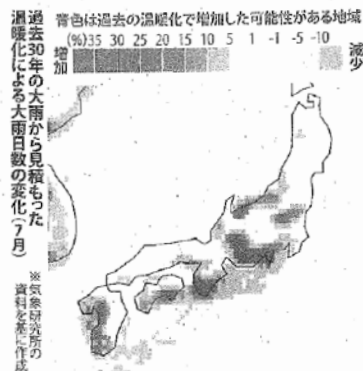 過去30年の大雨から見積もった
温暖化による大雨日数の変化(7月)
※気象研究所の
資料を基に作成
青色は過去の温暖化で増加した可能性がある地域
(%)35 30 25 20 15 10 5 1 -1 -5 -10
増加
減少